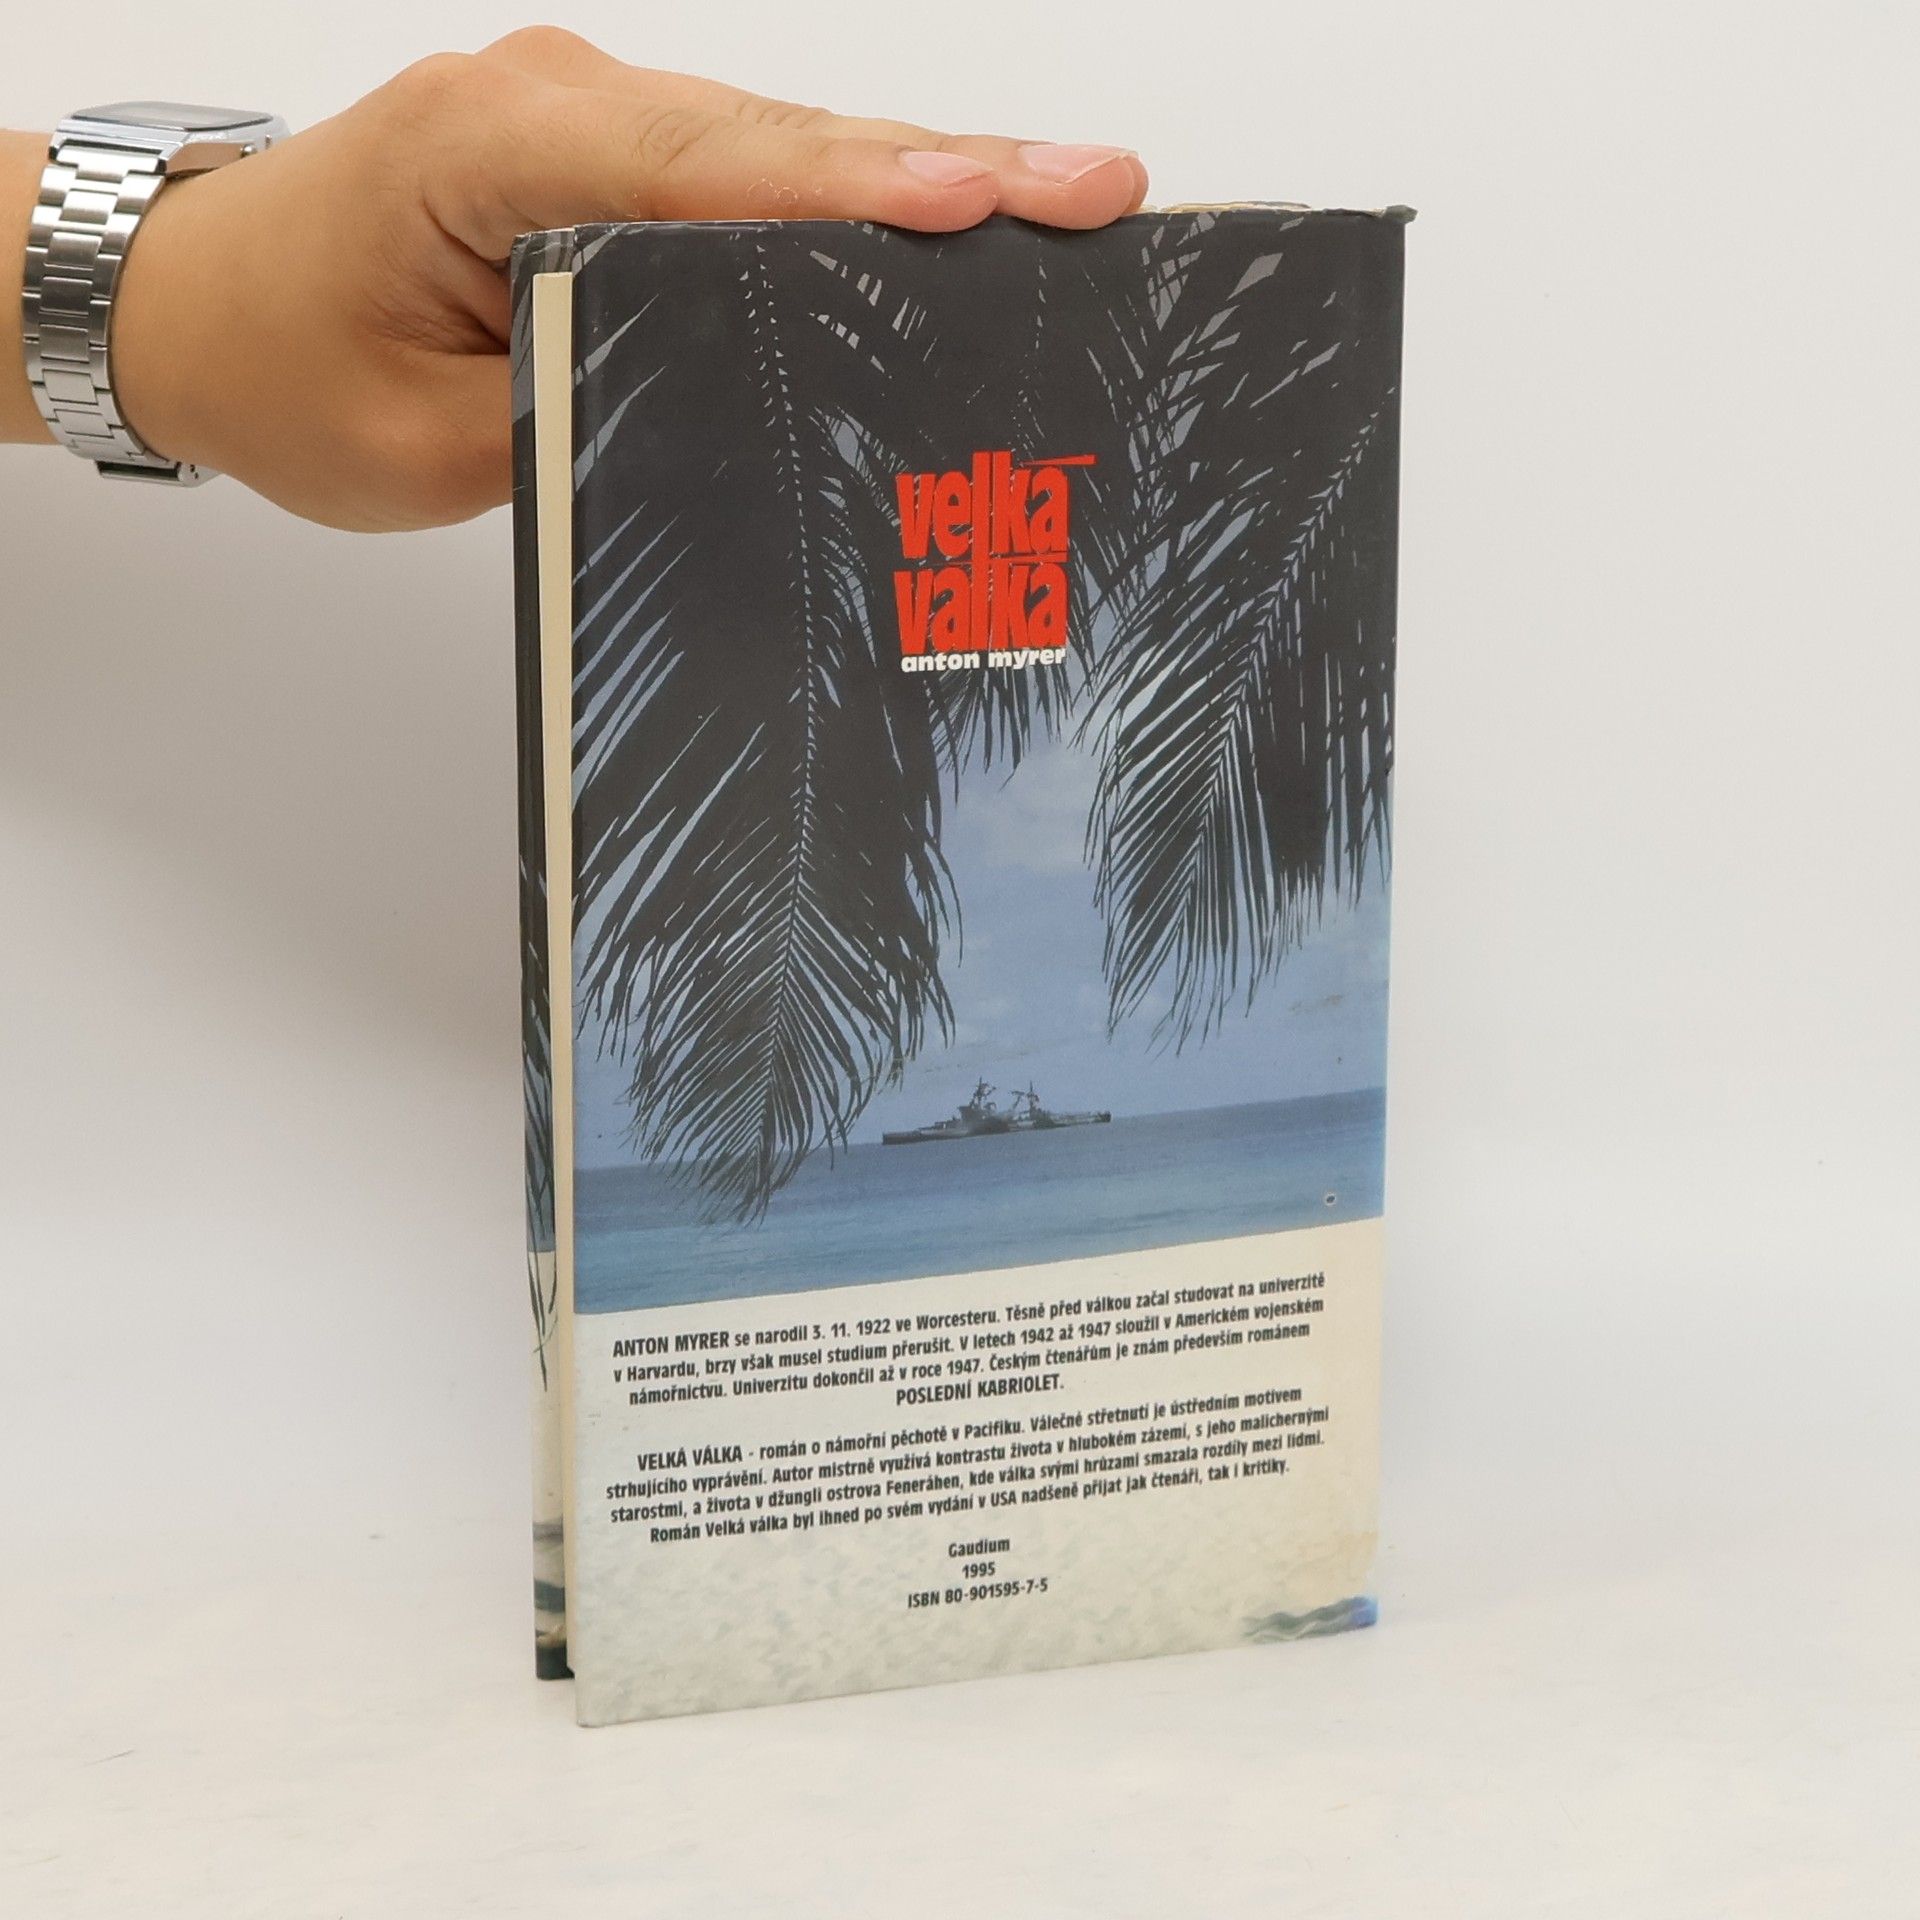 velká
válka
anton myrer
ANTON MYRER se narodil 3. 11. 1922 ve Worcesteru. Těsně před válkou začal studovat na univerzitě
v Harvardu, brzy však musel studium přerušit. V letech 1942 až 1947 sloužil v Americkém vojenském
námořnictvu. Univerzitu dokončil až v roce 1947. Českým čtenářům je znám především románem
POSLEDNÍ KABRIOLET.
VELKÁ VÁLKA - román o námořní pěchotě v Pacifiku. Válečné střetnutí je ústředním motivem
strhujícího vyprávění. Autor mistrně využívá kontrastu života v hlubokém zázemí, s jeho malichernými
starostmi, a života v džungli ostrova Feneráhen, kde válka svými hrůzami smazala rozdíly mezi lidmi.
Román Velká válka byl ihned po svém vydání v USA nadšeně přijat jak čtenáři, tak i kritiky.
Gaudium
1995
ISBN 80-901595-7-5